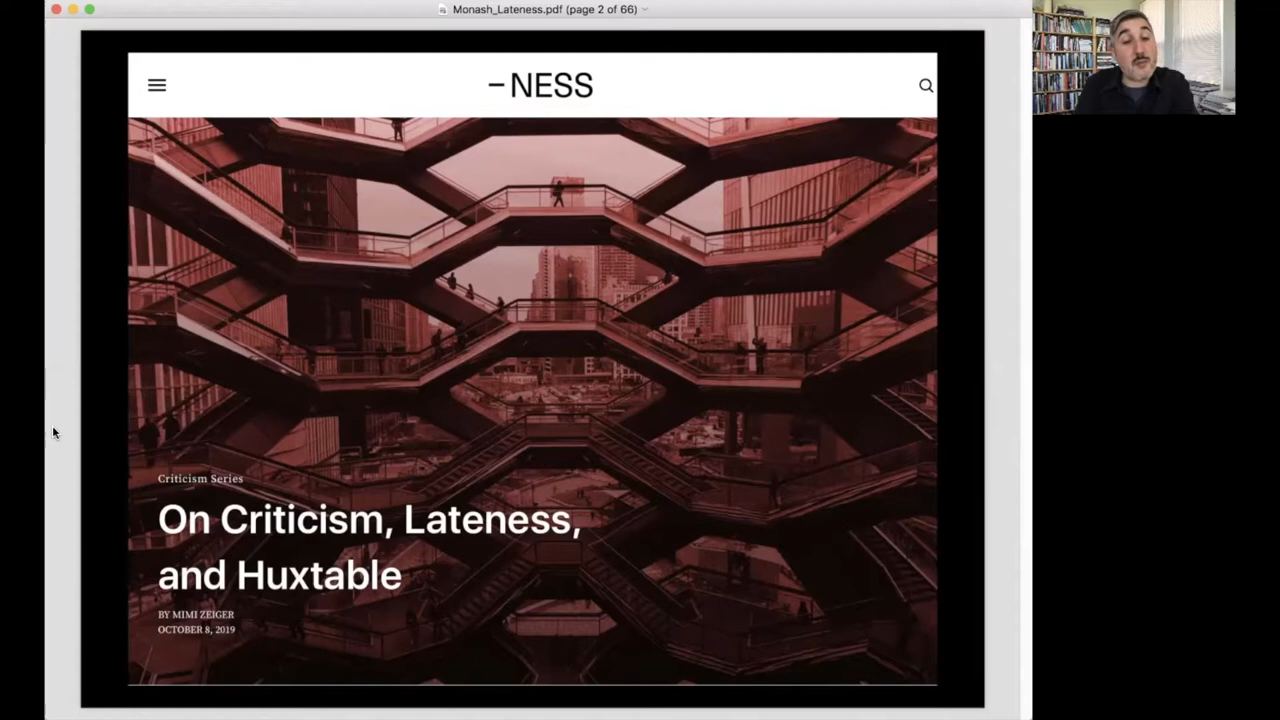 Monash_Lateness.pdf (page 2 of 66)
–NESS
Criticism Series
On Criticism, Lateness,
and Huxtable
BY MIMI ZEIGER
OCTOBER 8, 2019